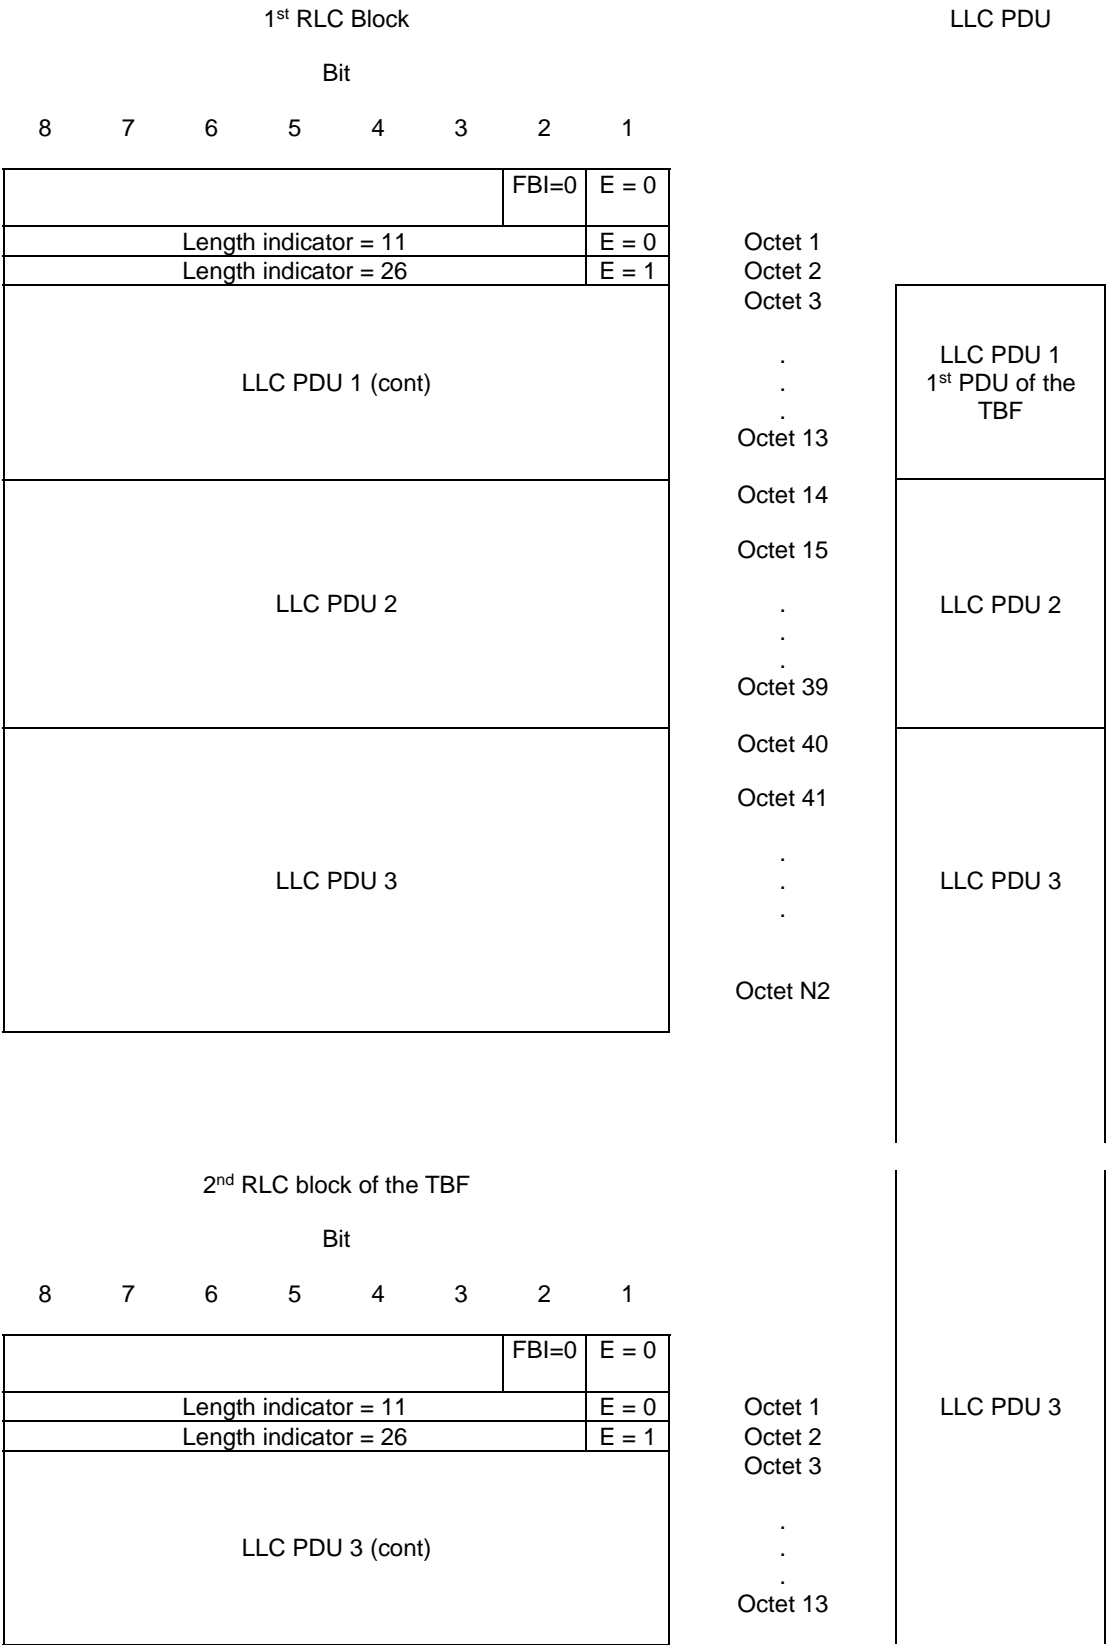 1st RLC Block LLC PDU
Bit
8 7 6 5 4 3 2 1
FBI=0 E = 0
Length indicator = 11 E = 0 Octet 1
Length indicator = 26 E = 1 Octet 2
Octet 3
.
LLC PDU 1
LLC PDU 1 (cont)
.
1st PDU of the
.
TBF
Octet 13
Octet 14
Octet 15
LLC PDU 2 . LLC PDU 2
.
.
Octet 39
Octet 40
Octet 41
.
LLC PDU 3 . LLC PDU 3
.
Octet N2
2nd RLC block of the TBF
Bit
8 7 6 5 4 3 2 1
FBI=0 E = 0
Length indicator = 11 E = 0 Octet 1 LLC PDU 3
Length indicator = 26 E = 1 Octet 2
Octet 3
.
LLC PDU 3 (cont) .
.
Octet 13